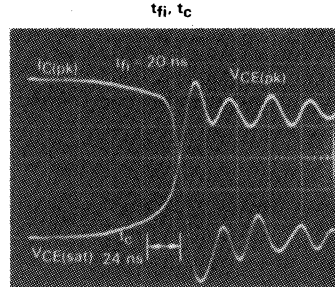 tfi, tc
IC(pk) tfi = 20 ns VCE(pk)
tc
VCE(sat) 24 ns